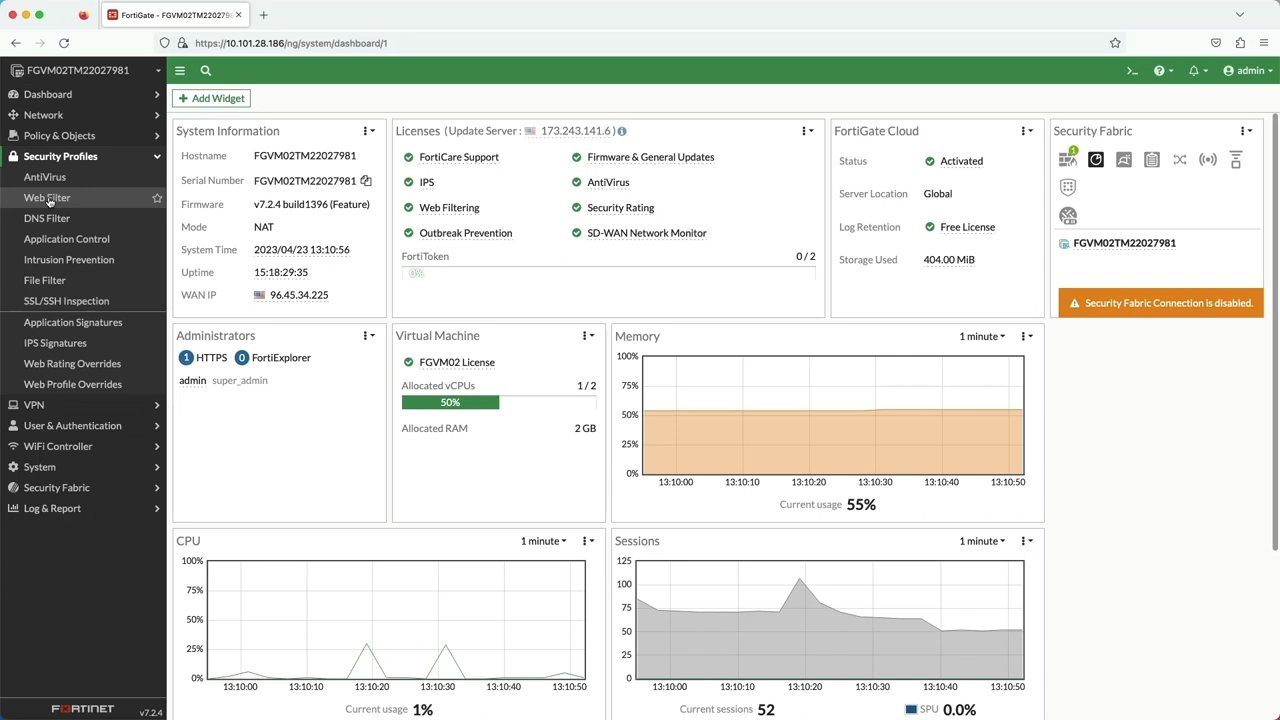 FortiGate - FGVM02TM220279
https://10.101.28.186/ng/system/dashboard/1
FGVM02TM22027981
admin
Dashboard
Network
Policy & Objects
Security Profiles
AntiVirus
Web Filter
DNS Filter
Application Control
Intrusion Prevention
File Filter
SSL/SSH Inspection
Application Signatures
IPS Signatures
Web Rating Overrides
Web Profile Overrides
VPN
User & Authentication
WiFi Controller
System
Security Fabric
Log & Report
FORTINET
v7.2.4
+ Add Widget
System Information
Hostname FGVM02TM22027981
Serial Number FGVM02TM22027981
Firmware v7.2.4 build1396 (Feature)
Mode NAT
System Time 2023/04/23 13:10:56
Uptime 15:18:29:35
WAN IP 96.45.34.225
Licenses (Update Server : 173.243.141.6)
FortiCare Support Firmware & General Updates
IPS AntiVirus
Web Filtering Security Rating
Outbreak Prevention SD-WAN Network Monitor
FortiToken 0 / 2
0%
FortiGate Cloud
Status Activated
Server Location Global
Log Retention Free License
Storage Used 404.00 MiB
Security Fabric
1
FGVM02TM22027981
Security Fabric Connection is disabled.
Administrators
1 HTTPS 0 FortiExplorer
admin super_admin
Virtual Machine
FGVM02 License
Allocated vCPUs 1 / 2
50%
Allocated RAM 2 GB
Memory 1 minute
100%
75%
50%
25%
0%
13:10:00 13:10:10 13:10:20 13:10:30 13:10:40 13:10:50
Current usage 55%
CPU 1 minute
100%
75%
50%
25%
0%
13:10:00 13:10:10 13:10:20 13:10:30 13:10:40 13:10:50
Current usage 1%
Sessions 1 minute
125
100
75
50
25
0
13:10:00 13:10:10 13:10:20 13:10:30 13:10:40 13:10:50
Current sessions 52 SPU 0.0%